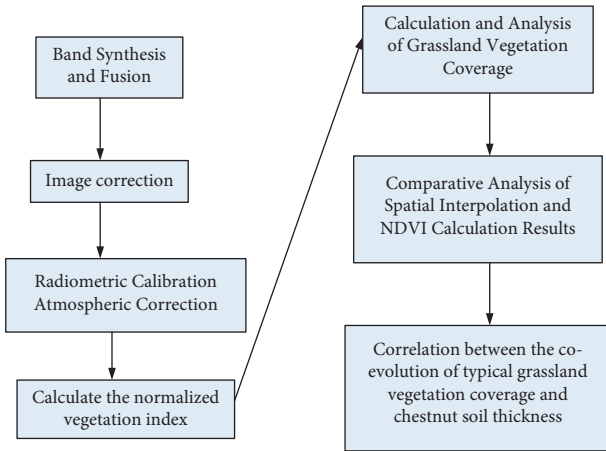 Band Synthesis
and Fusion
Image correction
Radiometric Calibration
Atmospheric Correction
Calculate the normalized
vegetation index
Calculation and Analysis
of Grassland Vegetation
Coverage
Comparative Analysis of
Spatial Interpolation and
NDVI Calculation Results
Correlation between the co-
evolution of typical grassland
vegetation coverage and
chestnut soil thickness